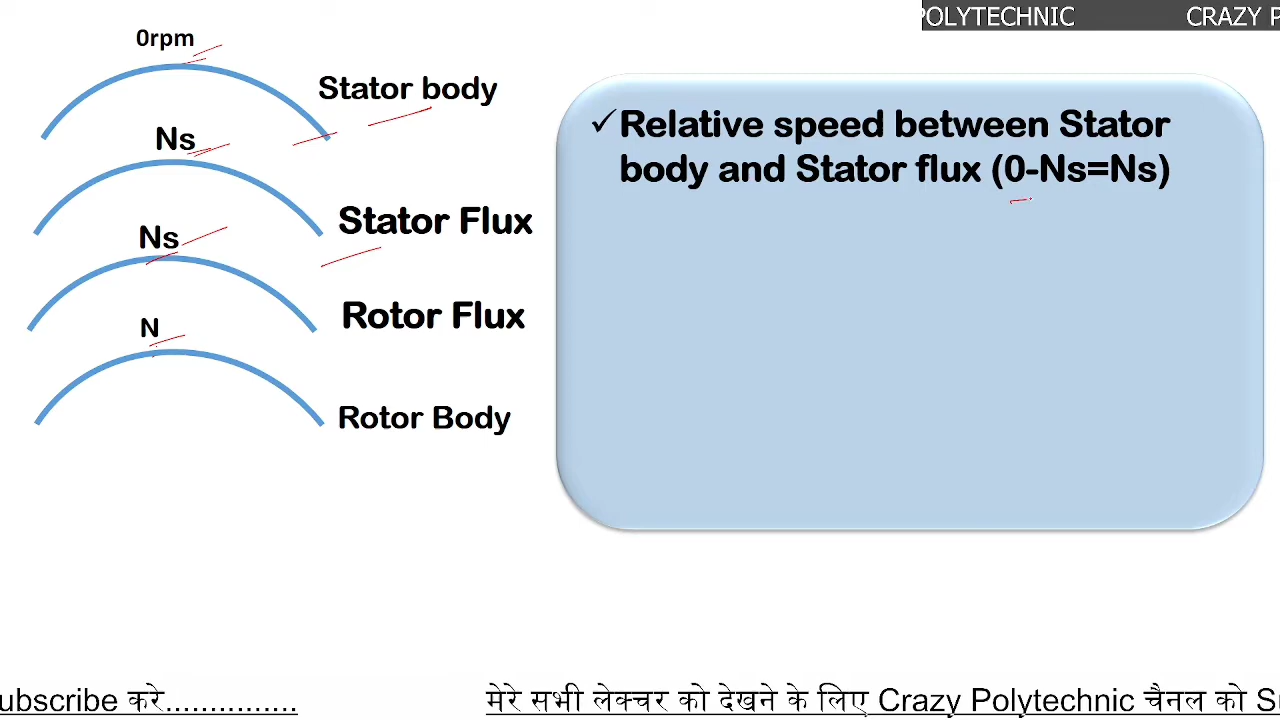 POLYTECHNIC CRAZY P
0rpm
Stator body
Ns
Stator Flux
Ns
Rotor Flux
N
Rotor Body
✓Relative speed between Stator
body and Stator flux (0-Ns=Ns)
ubscribe करे............... मेरे सभी लेक्चर को देखने के लिए Crazy Polytechnic चैनल को S